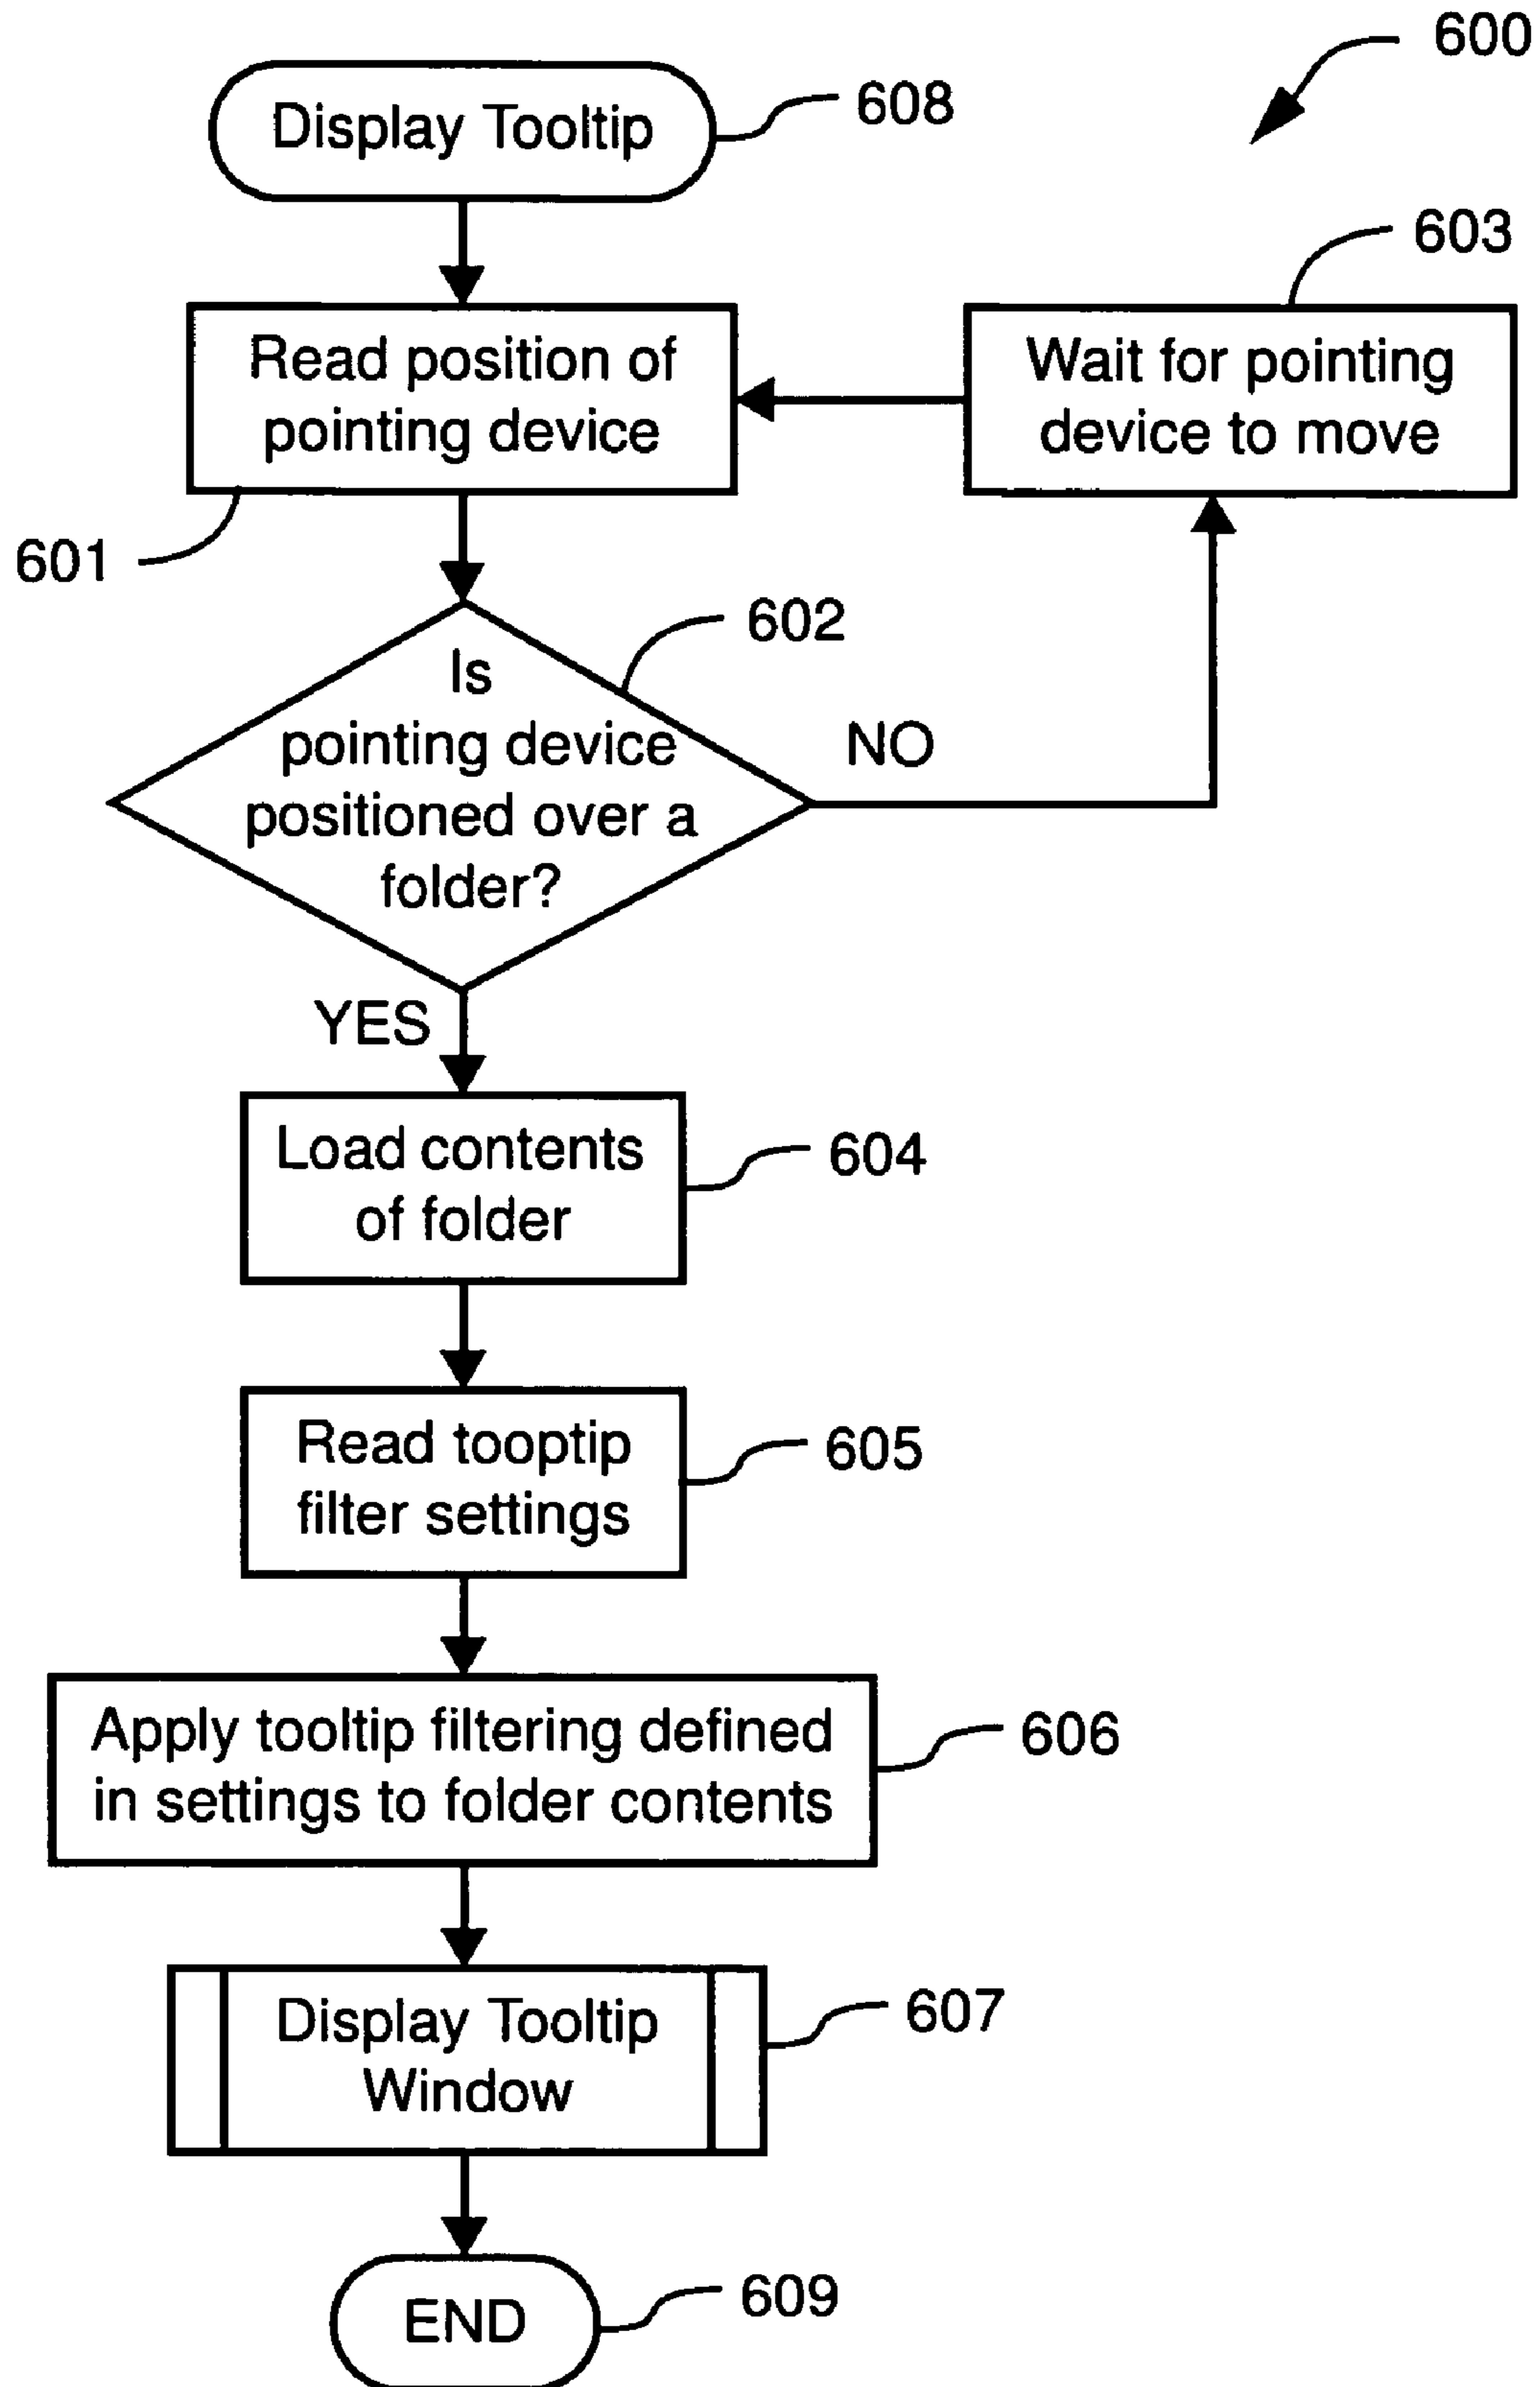 600
Display Tooltip
608
603
Read position of
pointing device
Wait for pointing
device to move
601
602
Is
pointing device
positioned over a
folder?
NO
YES
Load contents
of folder
604
Read tooptip
filter settings
605
Apply tooltip filtering defined
in settings to folder contents
606
Display Tooltip
Window
607
END
609